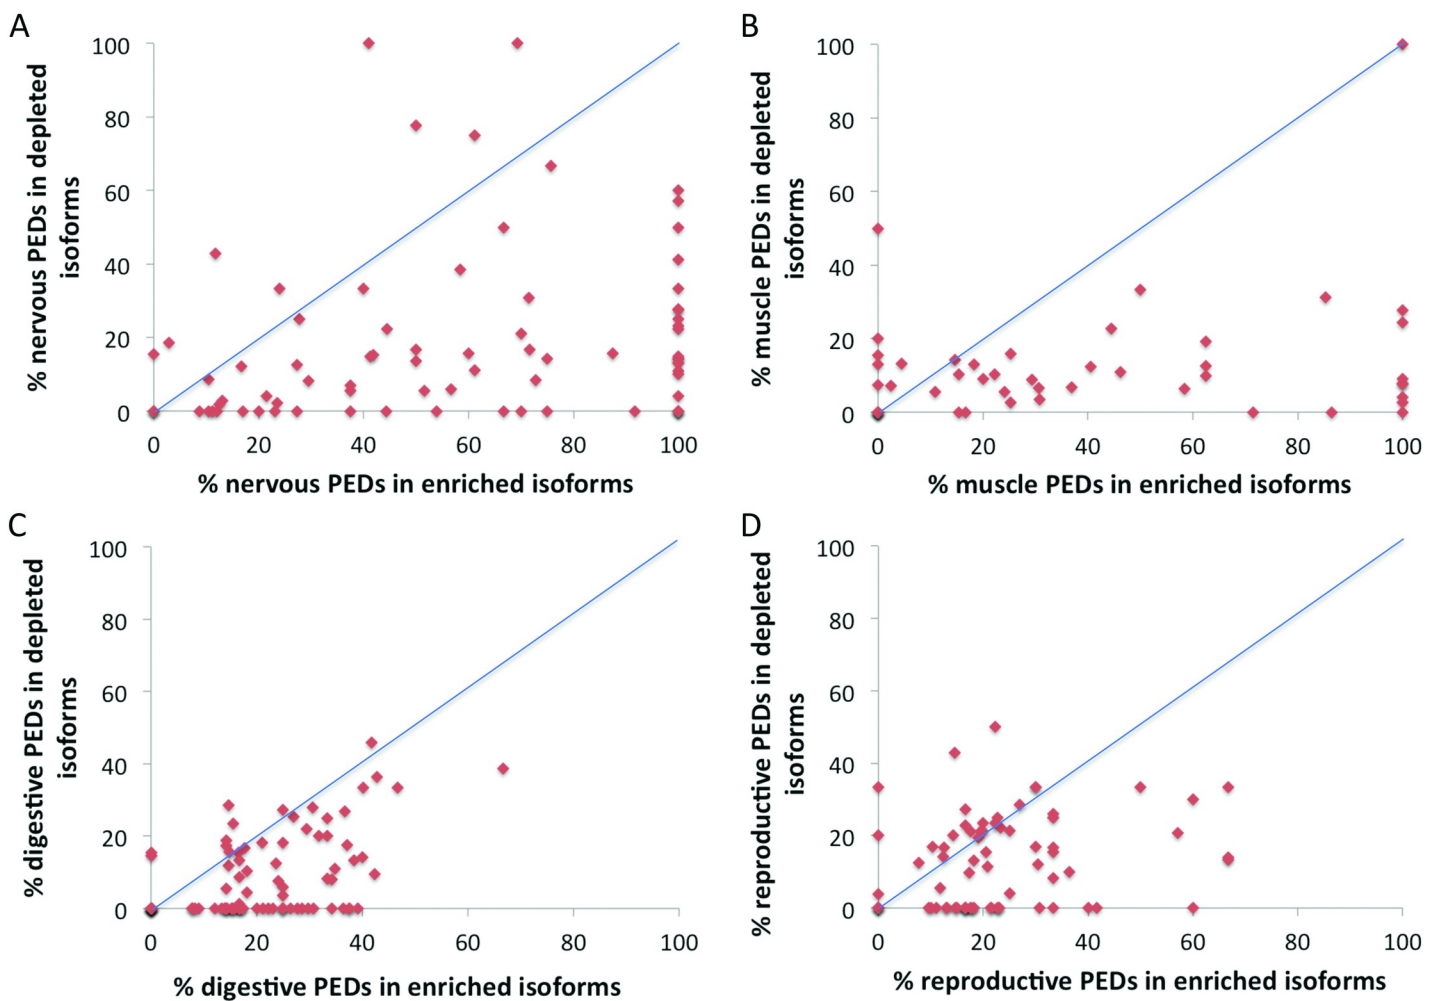 A
% nervous PEDs in depleted
isoforms
100
80
60
40
20
0
0 20 40 60 80 100
% nervous PEDs in enriched isoforms
B
% muscle PEDs in depleted
isoforms
100
80
60
40
20
0
0 20 40 60 80 100
% muscle PEDs in enriched isoforms
C
% digestive PEDs in depleted
isoforms
100
80
60
40
20
0
0 20 40 60 80 100
% digestive PEDs in enriched isoforms
D
% reproductive PEDs in depleted
isoforms
100
80
60
40
20
0
0 20 40 60 80 100
% reproductive PEDs in enriched isoforms